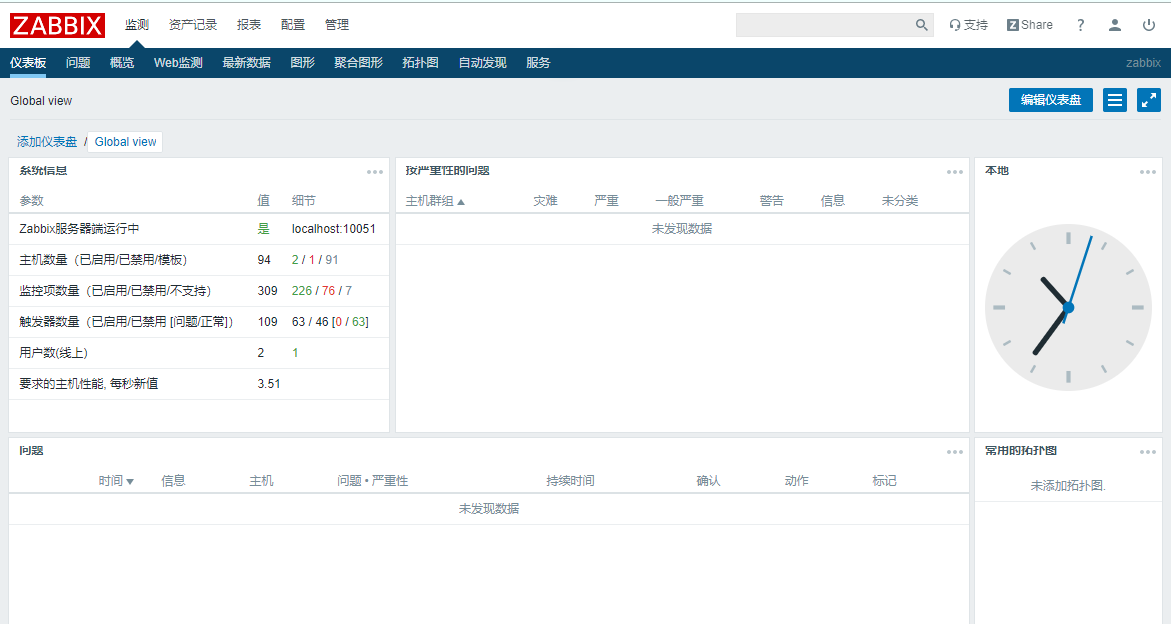 ZABBIX 监测 资产记录 报表 配置 管理 支持 Z Share ?
仪表板 问题 概览 Web监测 最新数据 图形 聚合图形 拓扑图 自动发现 服务 zabbix
Global view 编辑仪表盘
添加仪表盘 / Global view
系统信息
参数 值 细节
Zabbix服务器端运行中 是 localhost:10051
主机数量（已启用/已禁用/模板） 94 2 / 1 / 91
监控项数量（已启用/已禁用/不支持） 309 226 / 76 / 7
触发器数量（已启用/已禁用 [问题/正常]） 109 63 / 46 [0 / 63]
用户数(线上) 2 1
要求的主机性能, 每秒新值 3.51
按严重性的问题
主机群组▲ 灾难 严重 一般严重 警告 信息 未分类
未发现数据
本地
问题
时间▼ 信息 主机 问题 • 严重性 持续时间 确认 动作 标记
未发现数据
常用的拓扑图
未添加拓扑图.